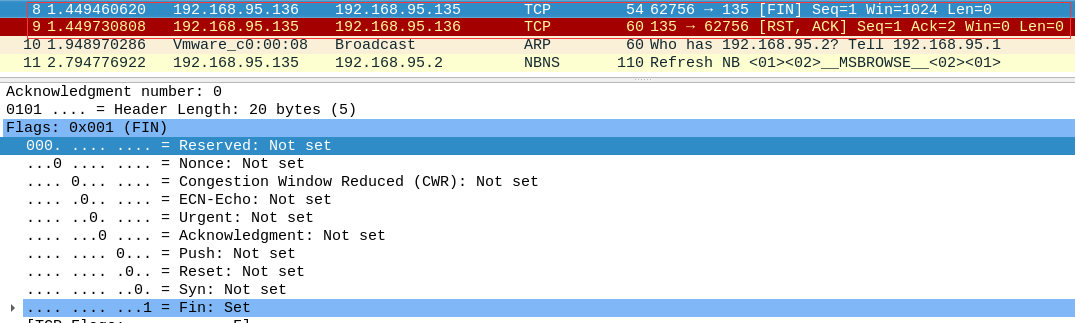 8 1.449460620 192.168.95.136 192.168.95.135 TCP 54 62756 → 135 [FIN] Seq=1 Win=1024 Len=0
9 1.449730808 192.168.95.135 192.168.95.136 TCP 60 135 → 62756 [RST, ACK] Seq=1 Ack=2 Win=0 Len=0
10 1.948970286 Vmware_c0:00:08 Broadcast ARP 60 Who has 192.168.95.2? Tell 192.168.95.1
11 2.794776922 192.168.95.135 192.168.95.2 NBNS 110 Refresh NB <01><02>__MSBROWSE__<02><01>
Acknowledgment number: 0
0101 .... = Header Length: 20 bytes (5)
Flags: 0x001 (FIN)
000. .... .... = Reserved: Not set
...0 .... .... = Nonce: Not set
.... 0... .... = Congestion Window Reduced (CWR): Not set
.... .0.. .... = ECN-Echo: Not set
.... ..0. .... = Urgent: Not set
.... ...0 .... = Acknowledgment: Not set
.... .... 0... = Push: Not set
.... .... .0.. = Reset: Not set
.... .... ..0. = Syn: Not set
.... .... ...1 = Fin: Set